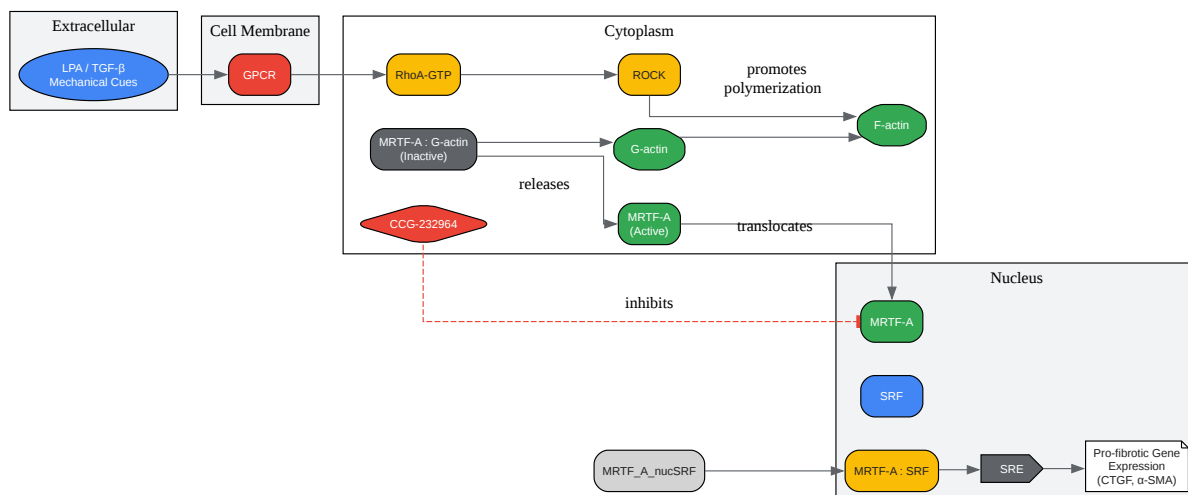 Extracellular
LPA / TGF-β
Mechanical Cues
Cell Membrane
GPCR
Cytoplasm
RhoA-GTP
ROCK
promotes
polymerization
F-actin
MRTF-A : G-actin
(Inactive)
G-actin
releases
CCG-232964
MRTF-A
(Active)
translocates
Nucleus
inhibits
MRTF-A
SRF
MRTF_A_nucSRF
MRTF-A : SRF
SRE
Pro-fibrotic Gene
Expression
(CTGF, α-SMA)